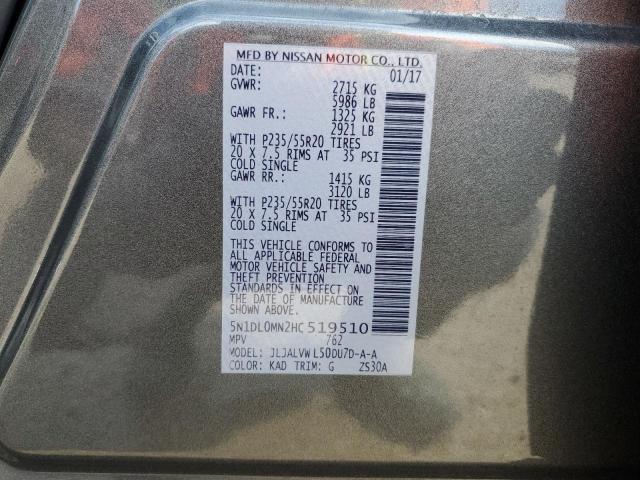 MFD BY NISSAN MOTOR CO., LTD.
DATE: 01/17
GVWR: 2715 KG
5986 LB
GAWR FR.: 1325 KG
2921 LB
WITH P235/55R20 TIRES
20 X 7.5 RIMS AT 35 PSI
COLD SINGLE
GAWR RR.: 1415 KG
3120 LB
WITH P235/55R20 TIRES
20 X 7.5 RIMS AT 35 PSI
COLD SINGLE
THIS VEHICLE CONFORMS TO
ALL APPLICABLE FEDERAL
MOTOR VEHICLE SAFETY AND
THEFT PREVENTION
STANDARDS IN EFFECT ON
THE DATE OF MANUFACTURE
SHOWN ABOVE.
5N1DL0MN2HC519510
MPV 762
MODEL: JLJALVWL50DU7D-A-A
COLOR: KAD TRIM: G ZS30A